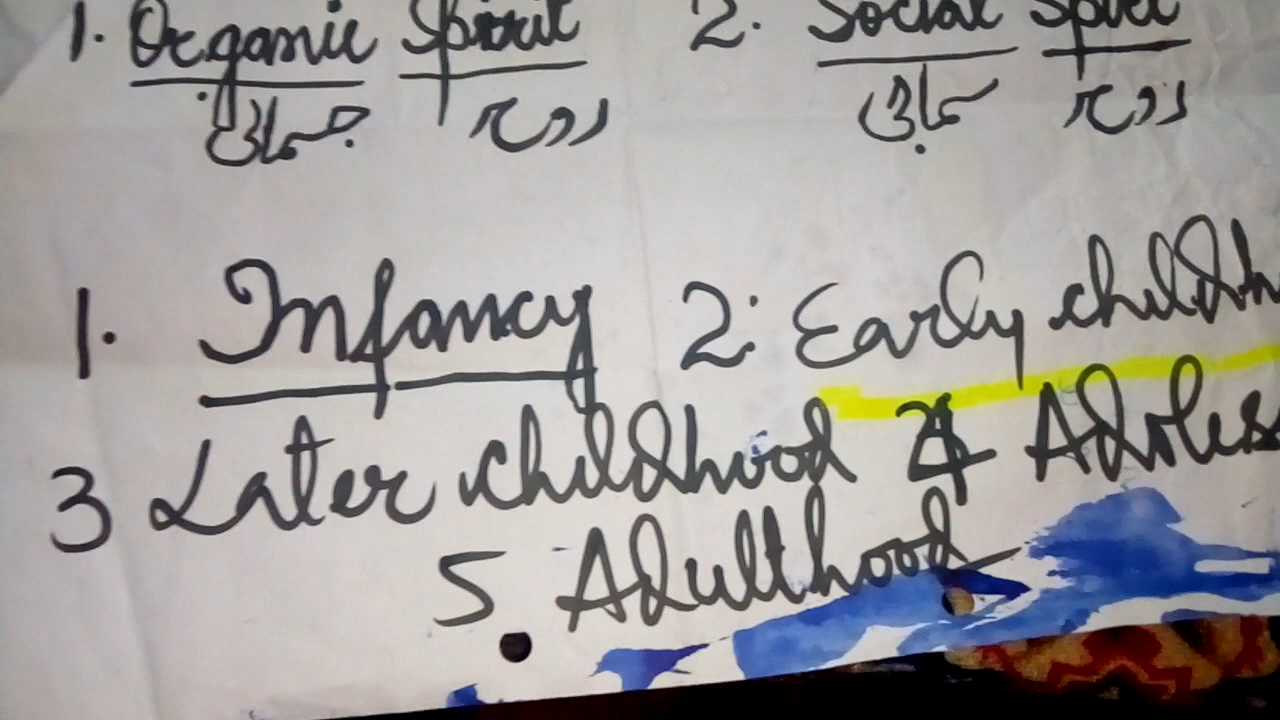 1. Organic Spirit 2. Social Spirit
جسمانی روح سماجی روح
1. Infancy 2. Early childh
3 Later childhood 4 Adoles
5 Adulthood